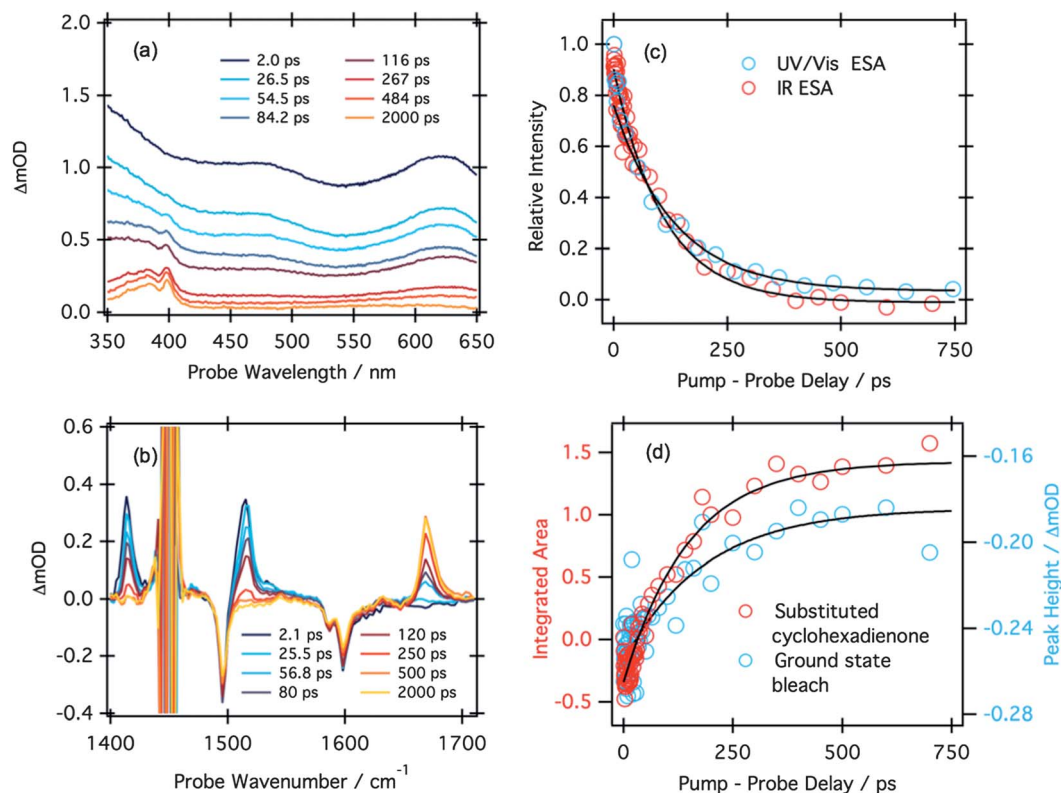 (a)
2.0 ps
26.5 ps
54.5 ps
84.2 ps
116 ps
267 ps
484 ps
2000 ps
2.0
1.5
1.0
0.5
0.0
ΔmOD
350 400 450 500 550 600 650
Probe Wavelength / nm
(c)
UV/Vis ESA
IR ESA
1.0
0.8
0.6
0.4
0.2
0.0
Relative Intensity
0 250 500 750
Pump - Probe Delay / ps
(b)
2.1 ps
25.5 ps
56.8 ps
80 ps
120 ps
250 ps
500 ps
2000 ps
0.6
0.4
0.2
0.0
-0.2
-0.4
ΔmOD
1400 1500 1600 1700
Probe Wavenumber / cm⁻¹
(d)
Substituted
cyclohexadienone
Ground state
bleach
1.5
1.0
0.5
0.0
-0.5
Integrated Area
-0.16
-0.20
-0.24
-0.28
Peak Height / ΔmOD
0 250 500 750
Pump - Probe Delay / ps